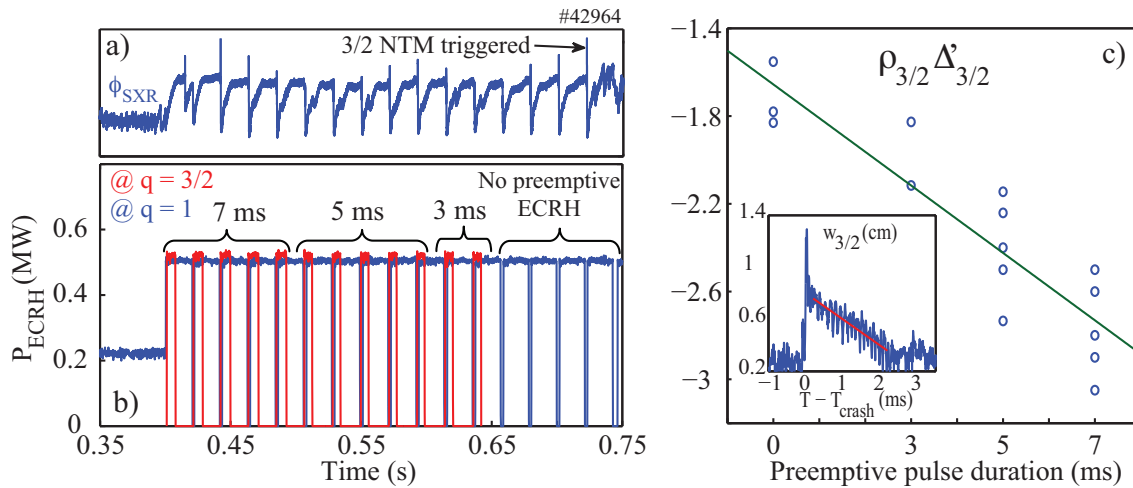 #42964
a)
3/2 NTM triggered
ϕSXR
@ q = 3/2
@ q = 1
No preemptive
ECRH
7 ms
5 ms
3 ms
0.6
0.4
0.2
0
PECRH(MW)
b)
0.35
0.45
0.55
0.65
0.75
Time (s)
c)
ρ3/2 Δ'3/2
−1.4
−1.8
−2.2
−2.6
−3
1.4
1
0.6
0.2
w3/2(cm)
−1
0
1
2
3
T − Tcrash(ms)
0
3
5
7
Preemptive pulse duration (ms)